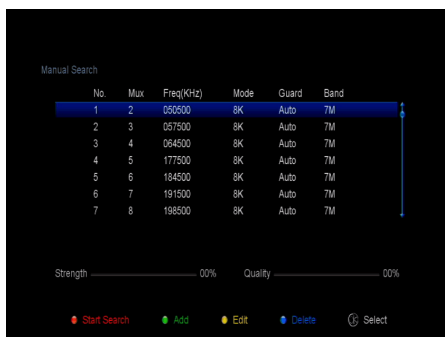 Manual Search
No. Mux Freq(KHz) Mode Guard Band
1 2 050500 8K Auto 7M
2 3 057500 8K Auto 7M
3 4 064500 8K Auto 7M
4 5 177500 8K Auto 7M
5 6 184500 8K Auto 7M
6 7 191500 8K Auto 7M
7 8 198500 8K Auto 7M
Strength 00% Quality 00%
Start Search Add Edit Delete Select